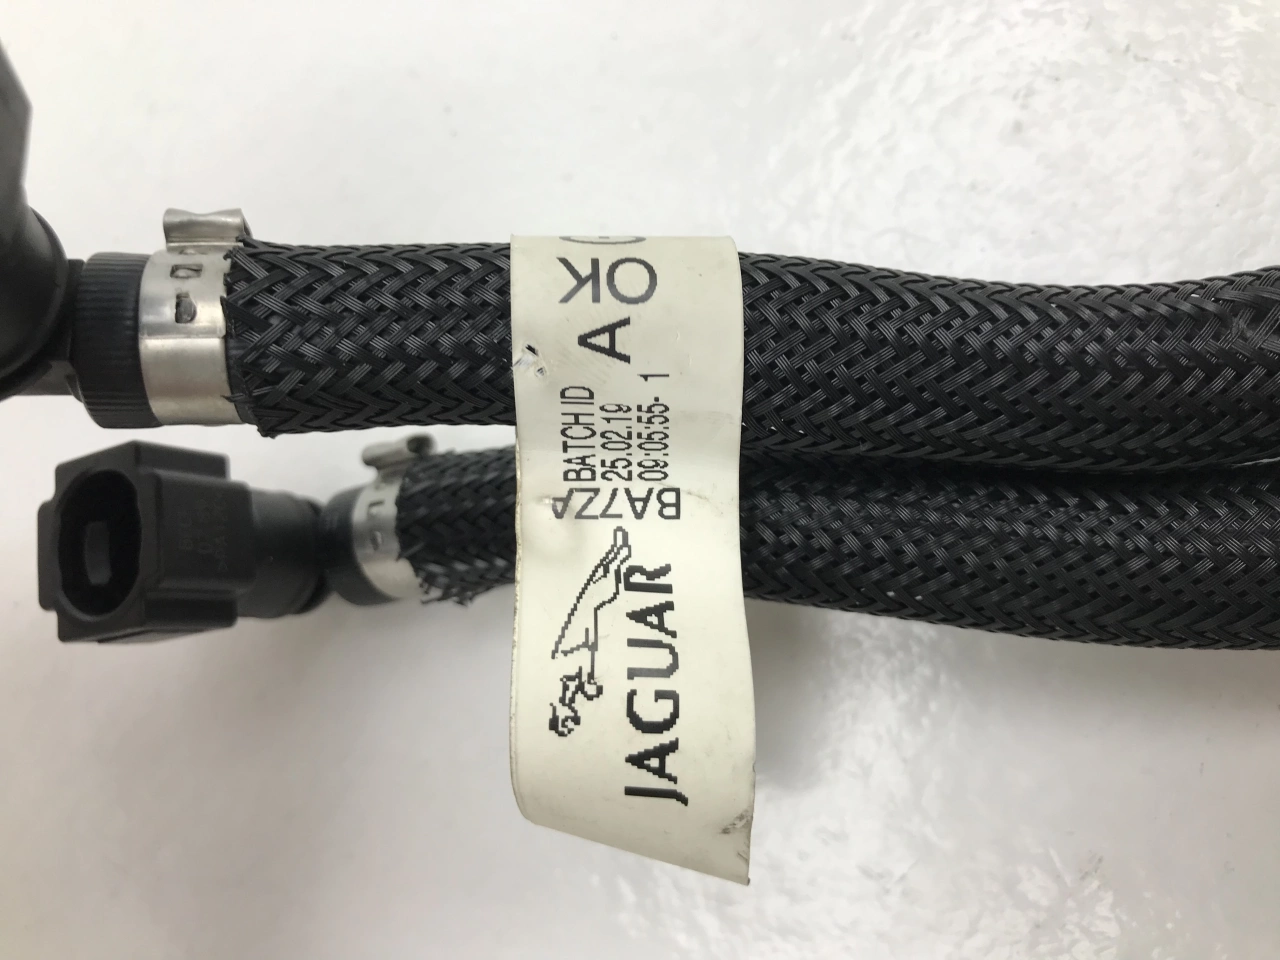 JAGUAR
BA7ZA
BATCH ID
25.02.19
09:05:55- 1
A
OK